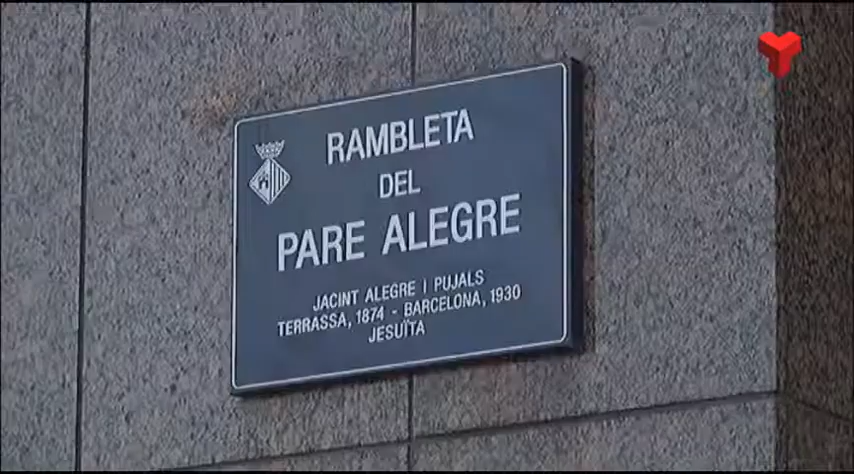 RAMBLETA
DEL
PARE ALEGRE
JACINT ALEGRE I PUJALS
TERRASSA, 1874 - BARCELONA, 1930
JESUÏTA